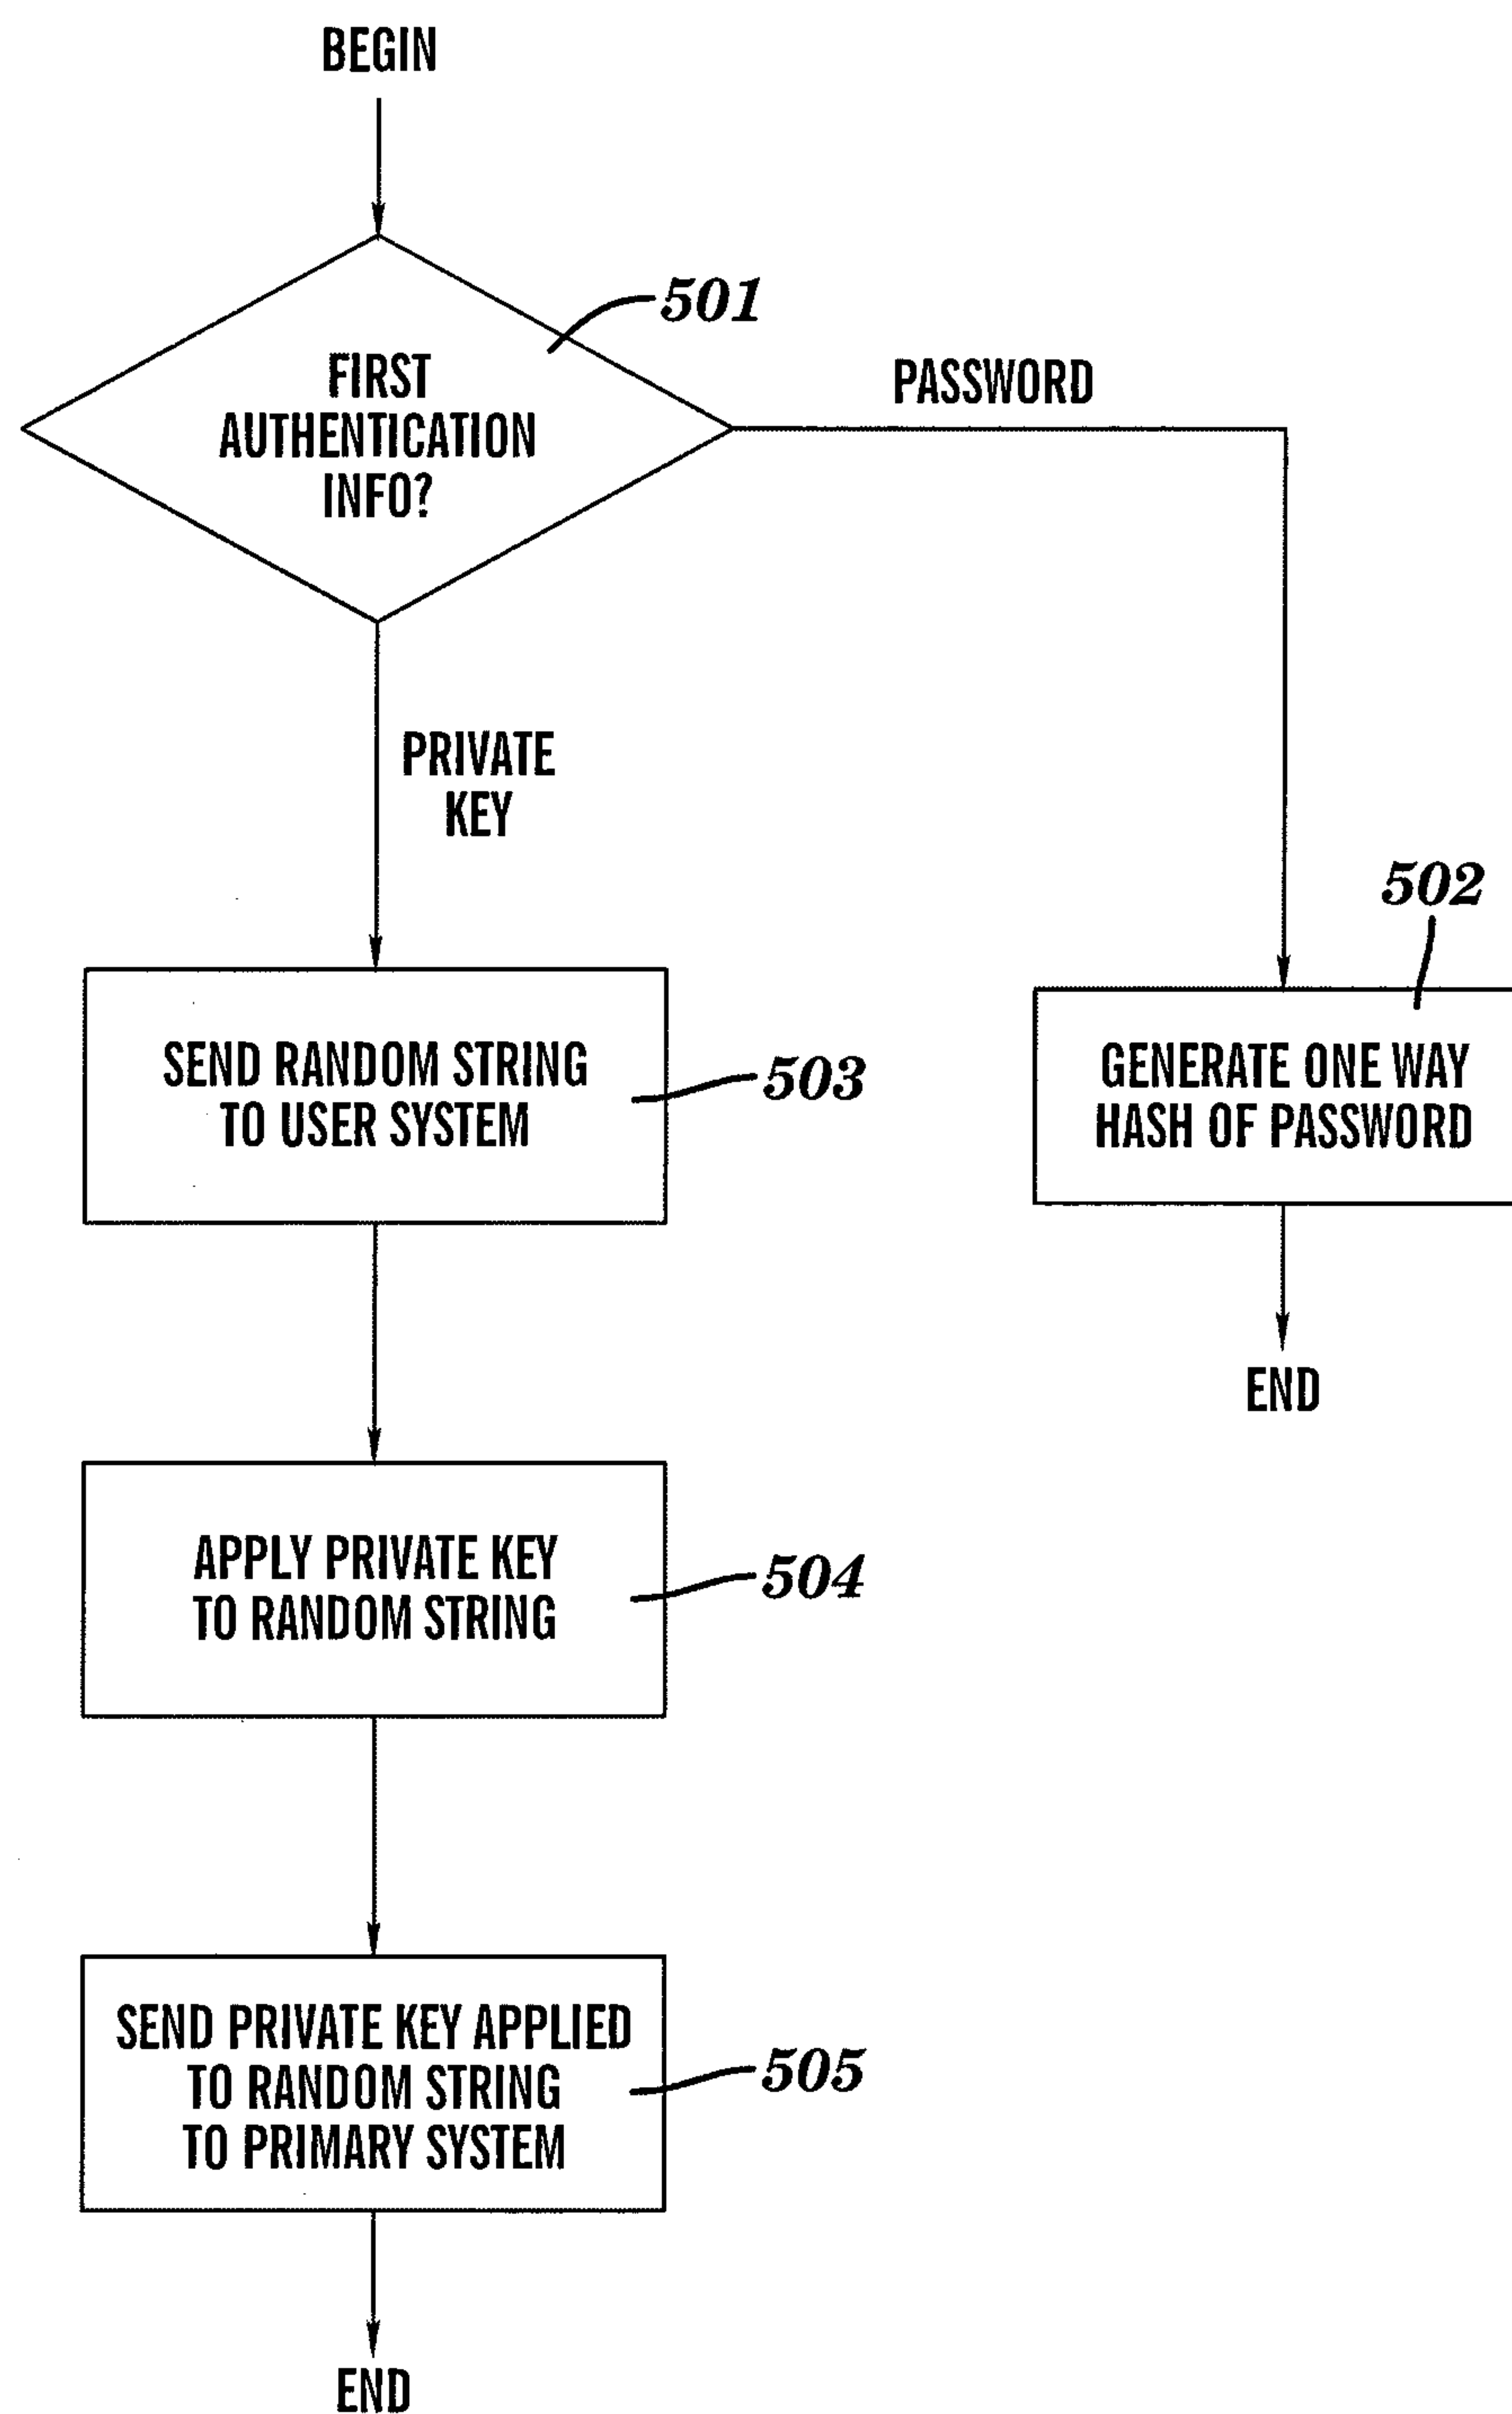 BEGIN
501
FIRST
AUTHENTICATION
INFO?
PASSWORD
PRIVATE
KEY
502
SEND RANDOM STRING
TO USER SYSTEM
503
GENERATE ONE WAY
HASH OF PASSWORD
END
APPLY PRIVATE KEY
TO RANDOM STRING
504
SEND PRIVATE KEY APPLIED
TO RANDOM STRING
TO PRIMARY SYSTEM
505
END